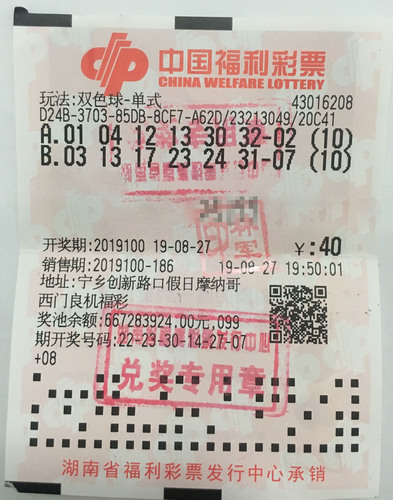 中国福利彩票
CHINA WELFARE LOTTERY
玩法:双色球-单式 43016208
D24B-3703-85DB-8CF7-A62D/23213049/20C41
A.01 04 12 13 30 32-02 (10)
B.03 13 17 23 24 31-07 (10)
开奖期:2019100 19-08-27 ¥:40
销售期:2019100-186 19-08-27 19:50:01
地址:宁乡创新路口假日摩纳哥
西门良机福彩
奖池余额:667283924.00元,099
期开奖号码:22-23-30-14-27-07
+08
兑奖专用章
湖南省福利彩票发行中心承销